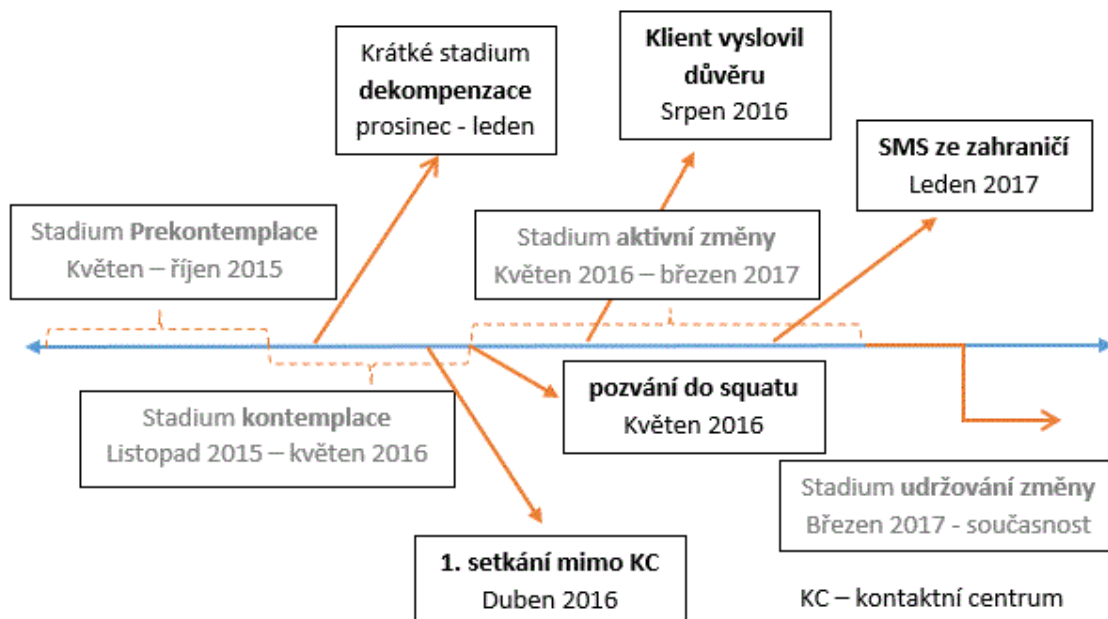 Krátké stadium
dekompenzace
prosinec - leden
Klient vyslovil
důvěru
Srpen 2016
SMS ze zahraničí
Leden 2017
Stadium Prekontemplace
Květen – říjen 2015
Stadium aktivní změny
Květen 2016 – březen 2017
Stadium kontemplace
Listopad 2015 – květen 2016
pozvání do squatu
Květen 2016
Stadium udržování změny
Březen 2017 - současnost
1. setkání mimo KC
Duben 2016
KC – kontaktní centrum